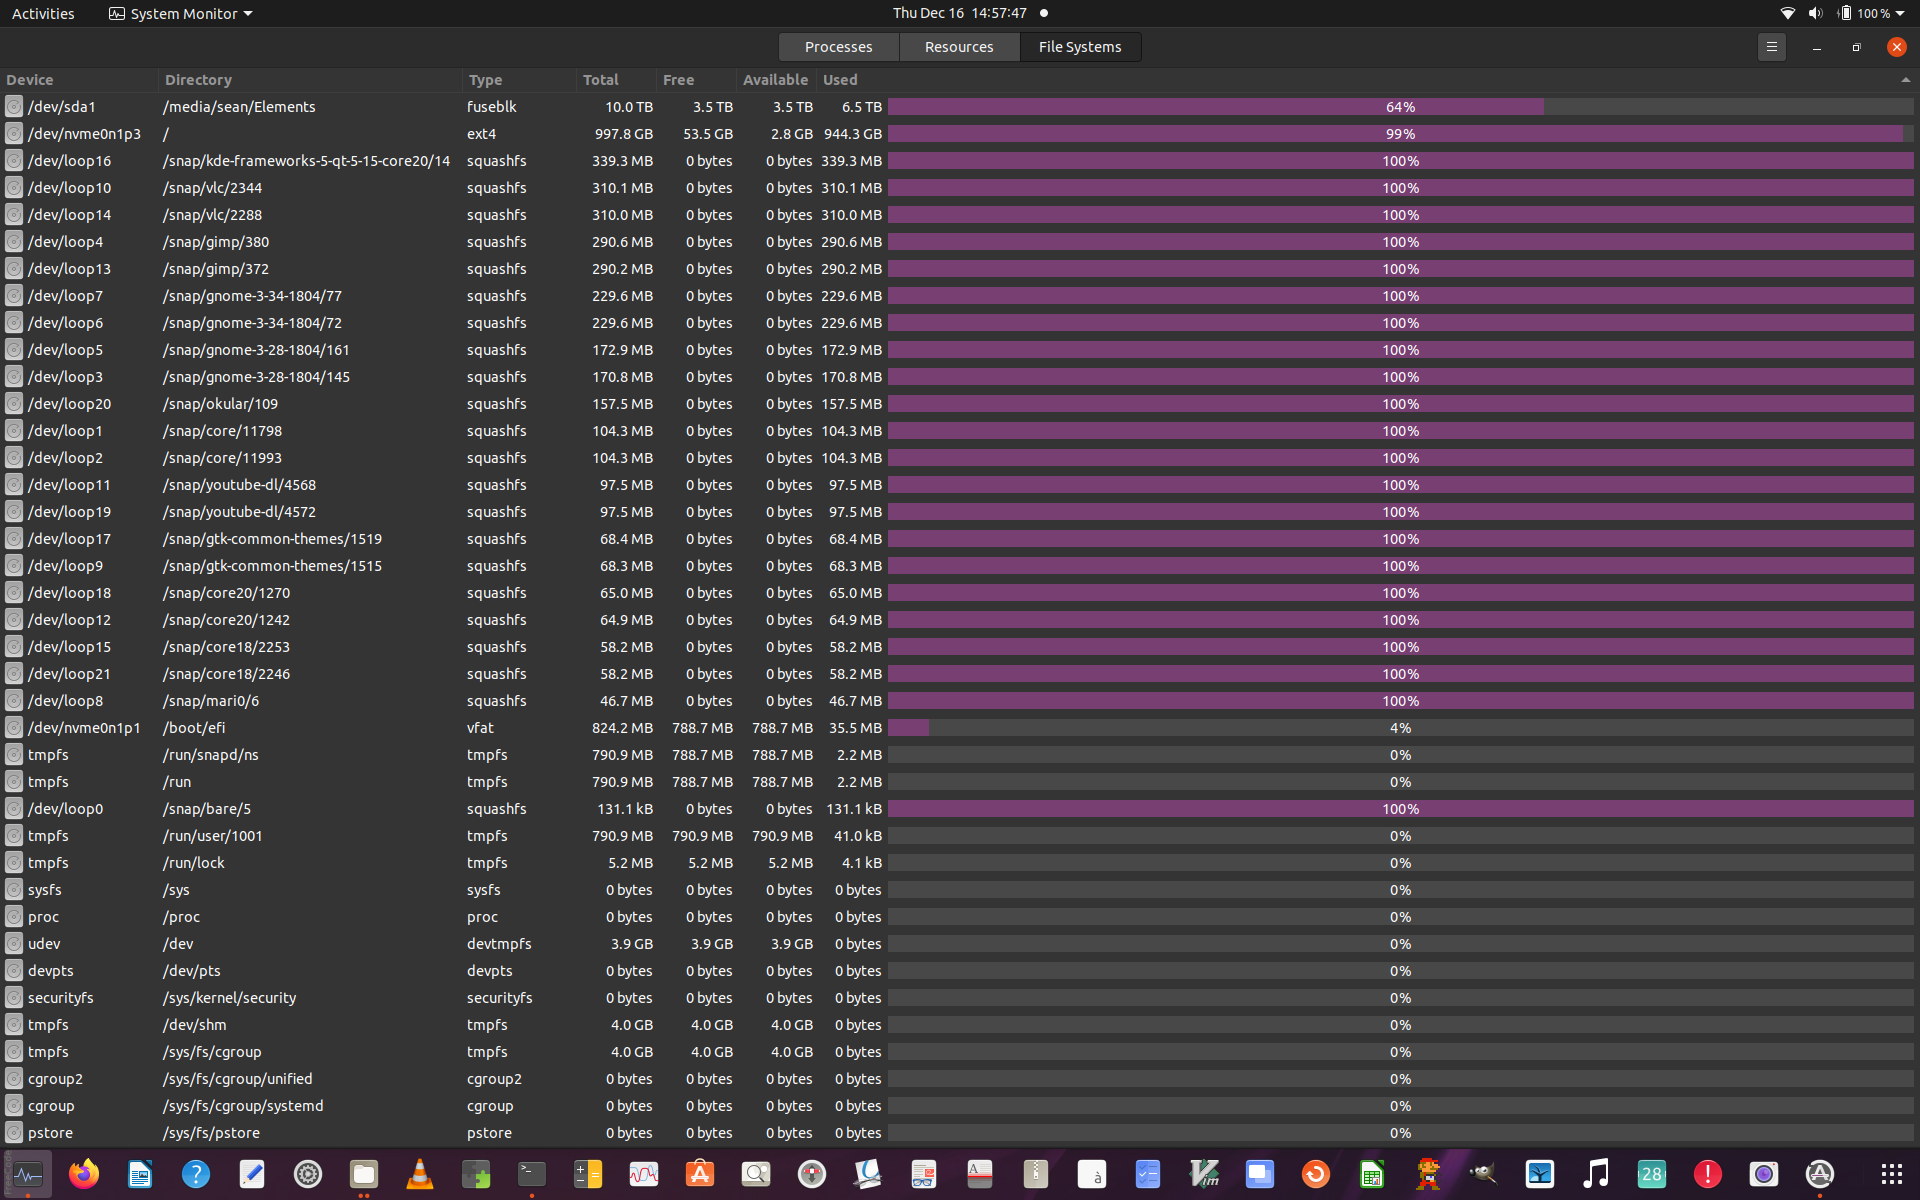 Activities System Monitor Thu Dec 16 14:57:47 100 %
Processes Resources File Systems
Device Directory Type Total Free Available Used
/dev/sda1 /media/sean/Elements fuseblk 10.0 TB 3.5 TB 3.5 TB 6.5 TB 64%
/dev/nvme0n1p3 / ext4 997.8 GB 53.5 GB 2.8 GB 944.3 GB 99%
/dev/loop16 /snap/kde-frameworks-5-qt-5-15-core20/14 squashfs 339.3 MB 0 bytes 0 bytes 339.3 MB 100%
/dev/loop10 /snap/vlc/2344 squashfs 310.1 MB 0 bytes 0 bytes 310.1 MB 100%
/dev/loop14 /snap/vlc/2288 squashfs 310.0 MB 0 bytes 0 bytes 310.0 MB 100%
/dev/loop4 /snap/gimp/380 squashfs 290.6 MB 0 bytes 0 bytes 290.6 MB 100%
/dev/loop13 /snap/gimp/372 squashfs 290.2 MB 0 bytes 0 bytes 290.2 MB 100%
/dev/loop7 /snap/gnome-3-34-1804/77 squashfs 229.6 MB 0 bytes 0 bytes 229.6 MB 100%
/dev/loop6 /snap/gnome-3-34-1804/72 squashfs 229.6 MB 0 bytes 0 bytes 229.6 MB 100%
/dev/loop5 /snap/gnome-3-28-1804/161 squashfs 172.9 MB 0 bytes 0 bytes 172.9 MB 100%
/dev/loop3 /snap/gnome-3-28-1804/145 squashfs 170.8 MB 0 bytes 0 bytes 170.8 MB 100%
/dev/loop20 /snap/okular/109 squashfs 157.5 MB 0 bytes 0 bytes 157.5 MB 100%
/dev/loop1 /snap/core/11798 squashfs 104.3 MB 0 bytes 0 bytes 104.3 MB 100%
/dev/loop2 /snap/core/11993 squashfs 104.3 MB 0 bytes 0 bytes 104.3 MB 100%
/dev/loop11 /snap/youtube-dl/4568 squashfs 97.5 MB 0 bytes 0 bytes 97.5 MB 100%
/dev/loop19 /snap/youtube-dl/4572 squashfs 97.5 MB 0 bytes 0 bytes 97.5 MB 100%
/dev/loop17 /snap/gtk-common-themes/1519 squashfs 68.4 MB 0 bytes 0 bytes 68.4 MB 100%
/dev/loop9 /snap/gtk-common-themes/1515 squashfs 68.3 MB 0 bytes 0 bytes 68.3 MB 100%
/dev/loop18 /snap/core20/1270 squashfs 65.0 MB 0 bytes 0 bytes 65.0 MB 100%
/dev/loop12 /snap/core20/1242 squashfs 64.9 MB 0 bytes 0 bytes 64.9 MB 100%
/dev/loop15 /snap/core18/2253 squashfs 58.2 MB 0 bytes 0 bytes 58.2 MB 100%
/dev/loop21 /snap/core18/2246 squashfs 58.2 MB 0 bytes 0 bytes 58.2 MB 100%
/dev/loop8 /snap/mari0/6 squashfs 46.7 MB 0 bytes 0 bytes 46.7 MB 100%
/dev/nvme0n1p1 /boot/efi vfat 824.2 MB 788.7 MB 788.7 MB 35.5 MB 4%
tmpfs /run/snapd/ns tmpfs 790.9 MB 788.7 MB 788.7 MB 2.2 MB 0%
tmpfs /run tmpfs 790.9 MB 788.7 MB 788.7 MB 2.2 MB 0%
/dev/loop0 /snap/bare/5 squashfs 131.1 kB 0 bytes 0 bytes 131.1 kB 100%
tmpfs /run/user/1001 tmpfs 790.9 MB 790.9 MB 790.9 MB 41.0 kB 0%
tmpfs /run/lock tmpfs 5.2 MB 5.2 MB 5.2 MB 4.1 kB 0%
sysfs /sys sysfs 0 bytes 0 bytes 0 bytes 0 bytes 0%
proc /proc proc 0 bytes 0 bytes 0 bytes 0 bytes 0%
udev /dev devtmpfs 3.9 GB 3.9 GB 3.9 GB 0 bytes 0%
devpts /dev/pts devpts 0 bytes 0 bytes 0 bytes 0 bytes 0%
securityfs /sys/kernel/security securityfs 0 bytes 0 bytes 0 bytes 0 bytes 0%
tmpfs /dev/shm tmpfs 4.0 GB 4.0 GB 4.0 GB 0 bytes 0%
tmpfs /sys/fs/cgroup tmpfs 4.0 GB 4.0 GB 4.0 GB 0 bytes 0%
cgroup2 /sys/fs/cgroup/unified cgroup2 0 bytes 0 bytes 0 bytes 0 bytes 0%
cgroup /sys/fs/cgroup/systemd cgroup 0 bytes 0 bytes 0 bytes 0 bytes 0%
pstore /sys/fs/pstore pstore 0 bytes 0 bytes 0 bytes 0 bytes 0%
à Vim 28